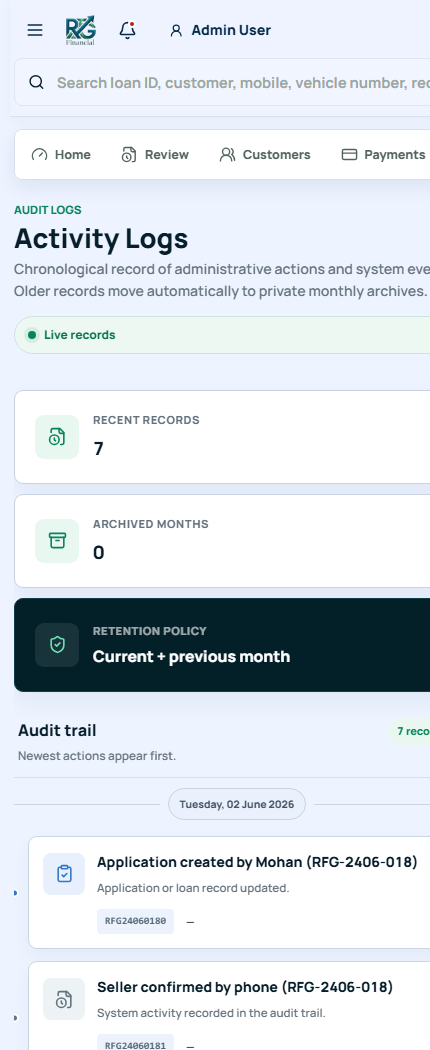 RFG
Financial
Admin User
Search loan ID, customer, mobile, vehicle number, rec
Home
Review
Customers
Payments
AUDIT LOGS
Activity Logs
Chronological record of administrative actions and system eve
Older records move automatically to private monthly archives.
Live records
RECENT RECORDS
7
ARCHIVED MONTHS
0
RETENTION POLICY
Current + previous month
Audit trail
7 reco
Newest actions appear first.
Tuesday, 02 June 2026
Application created by Mohan (RFG-2406-018)
Application or loan record updated.
RFG24060180 —
Seller confirmed by phone (RFG-2406-018)
System activity recorded in the audit trail.
RFG24060181 —